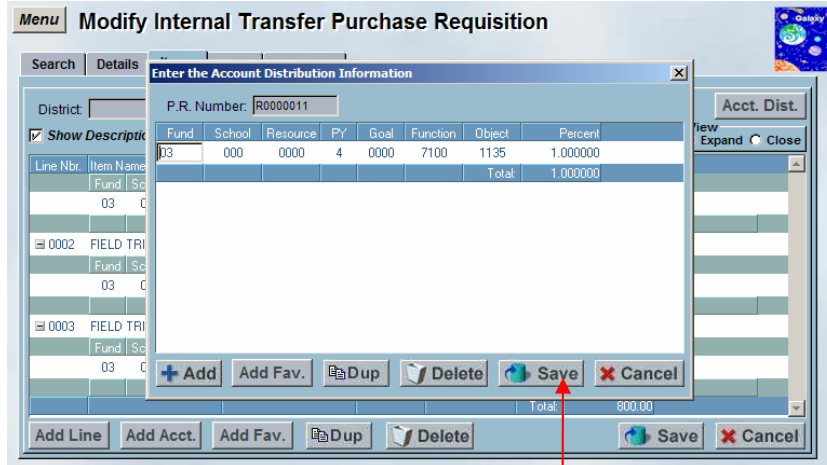 Menu Modify Internal Transfer Purchase Requisition
Galaxy
Search Details
Enter the Account Distribution Information
District:
P.R. Number: R0000011
Acct. Dist.
Show Descriptio
View
Expand Close
Fund School Resource PY Goal Function Object Percent
03 000 0000 4 0000 7100 1135 1.000000
Total: 1.000000
Line Nbr. Item Name
Fund Sc
03 0
0002 FIELD TRI
Fund Sc
03 0
0003 FIELD TRI
Fund Sc
03 0
Add Add Fav. Dup Delete Save Cancel
Total: 800.00
Add Line Add Acct. Add Fav. Dup Delete Save Cancel